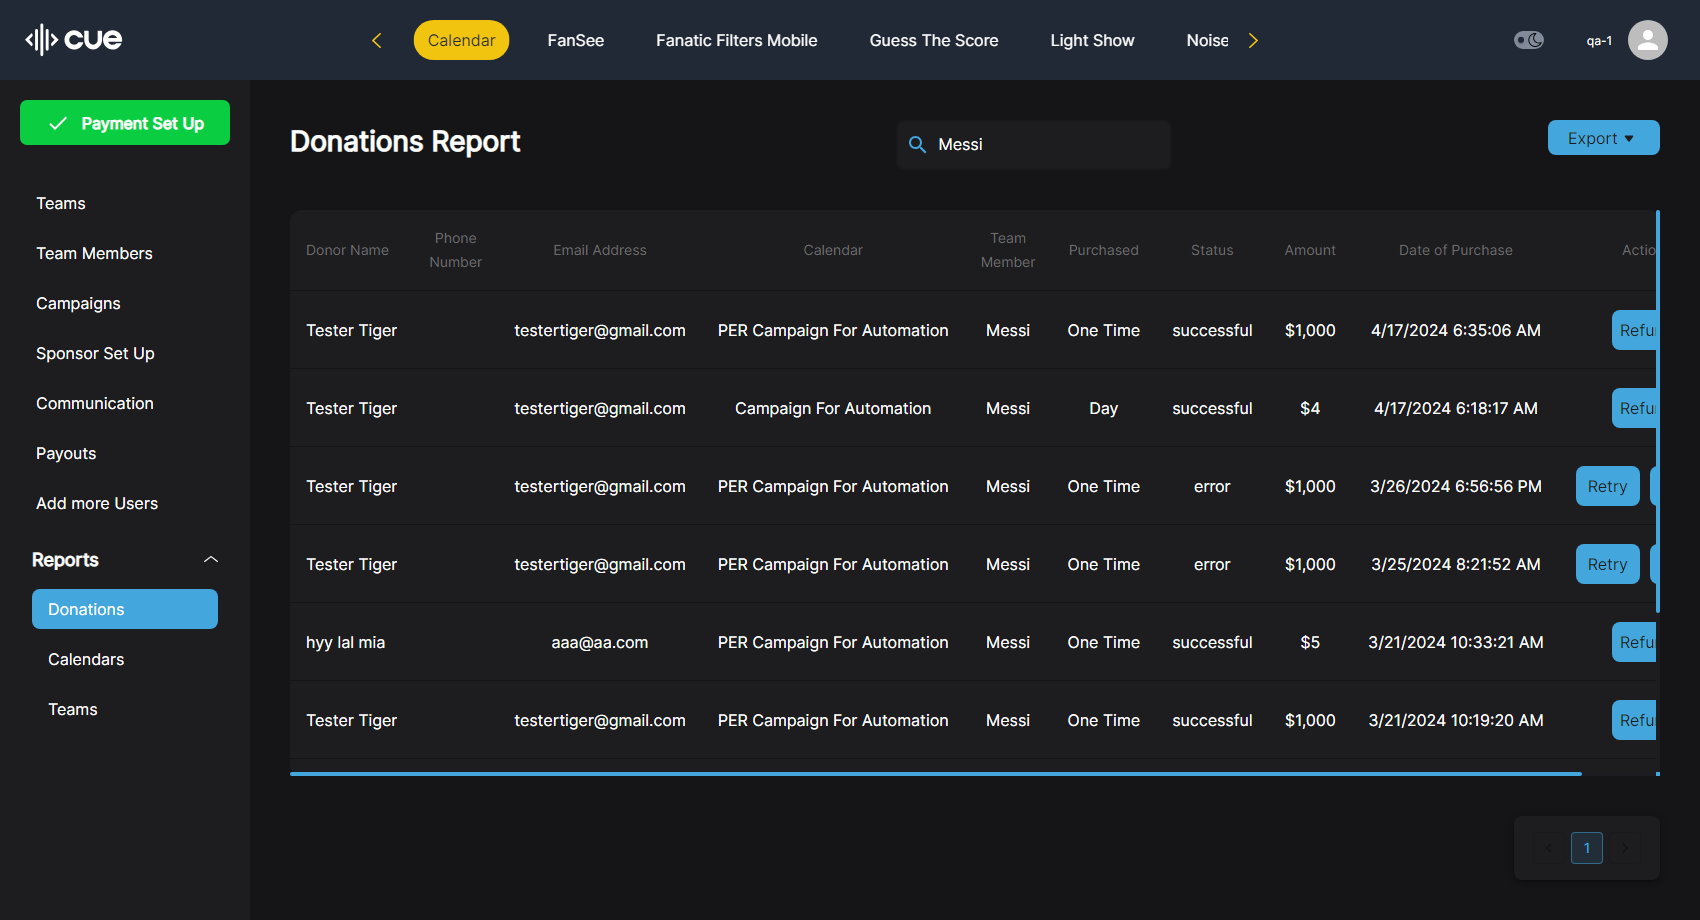 cue
Calendar FanSee Fanatic Filters Mobile Guess The Score Light Show Noise
qa-1
Payment Set Up
Teams
Team Members
Campaigns
Sponsor Set Up
Communication
Payouts
Add more Users
Reports
Donations
Calendars
Teams
Donations Report
Messi
Export
Donor Name Phone Number Email Address Calendar Team Member Purchased Status Amount Date of Purchase Actio
Tester Tiger testertiger@gmail.com PER Campaign For Automation Messi One Time successful $1,000 4/17/2024 6:35:06 AM Refu
Tester Tiger testertiger@gmail.com Campaign For Automation Messi Day successful $4 4/17/2024 6:18:17 AM Refu
Tester Tiger testertiger@gmail.com PER Campaign For Automation Messi One Time error $1,000 3/26/2024 6:56:56 PM Retry
Tester Tiger testertiger@gmail.com PER Campaign For Automation Messi One Time error $1,000 3/25/2024 8:21:52 AM Retry
hyy lal mia aaa@aa.com PER Campaign For Automation Messi One Time successful $5 3/21/2024 10:33:21 AM Refu
Tester Tiger testertiger@gmail.com PER Campaign For Automation Messi One Time successful $1,000 3/21/2024 10:19:20 AM Refu
1